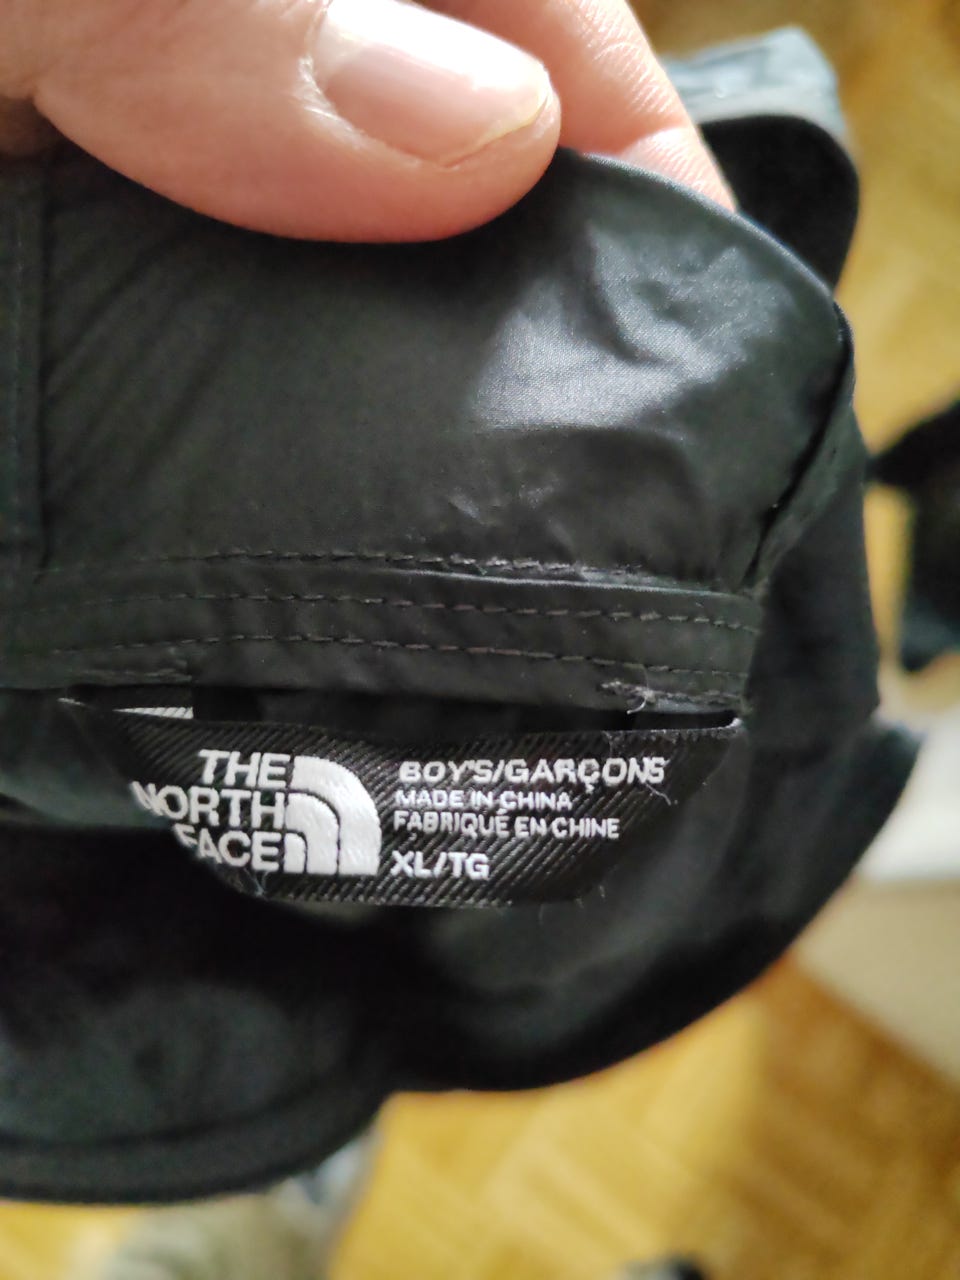 THE
NORTH
FACE
BOY'S/GARÇONS
MADE IN CHINA
FABRIQUÉ EN CHINE
XL/TG